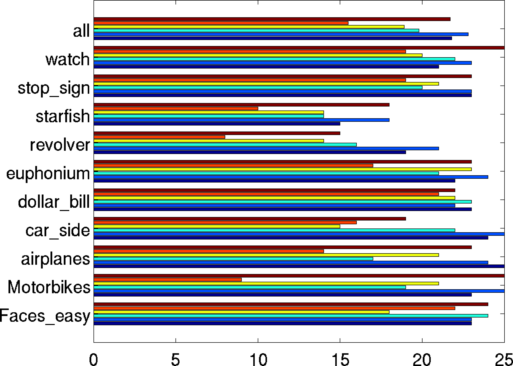 all
watch
stop_sign
starfish
revolver
euphonium
dollar_bill
car_side
airplanes
Motorbikes
Faces_easy
0 5 10 15 20 25